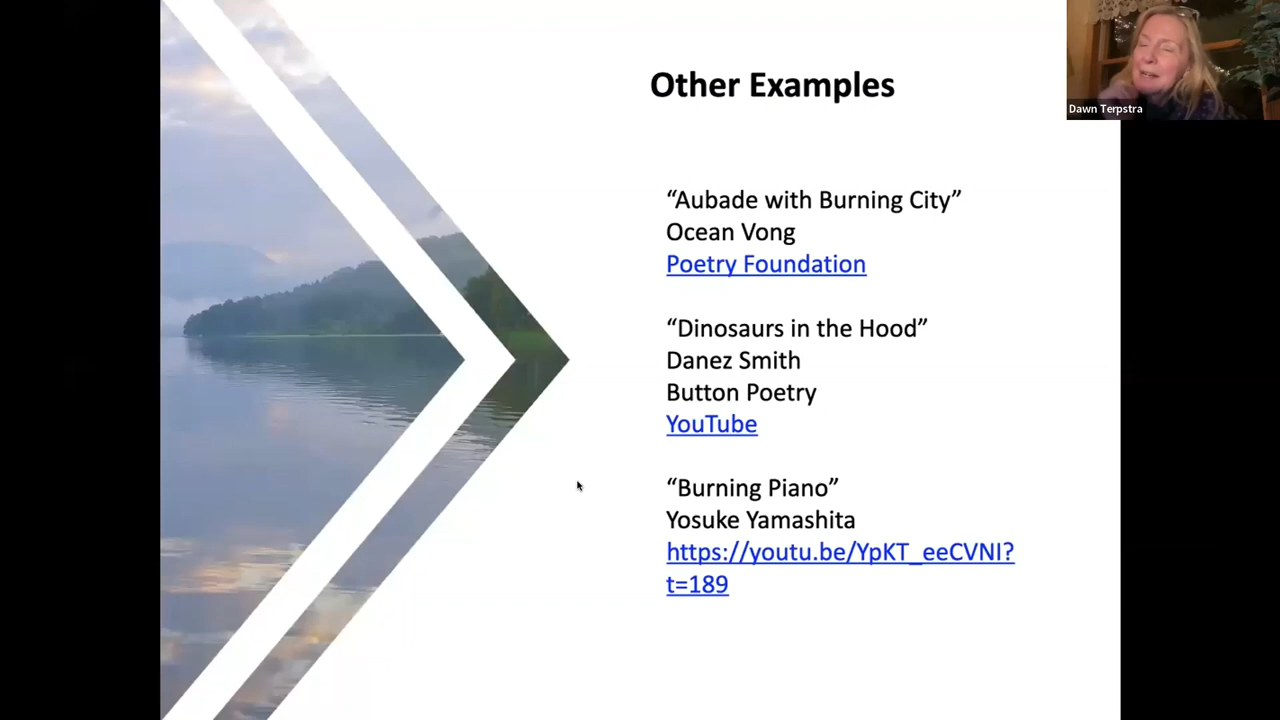 Other Examples
Dawn Terpstra
“Aubade with Burning City”
Ocean Vong
Poetry Foundation
“Dinosaurs in the Hood”
Danez Smith
Button Poetry
YouTube
“Burning Piano”
Yosuke Yamashita
https://youtu.be/YpKT_eeCVNI?
t=189